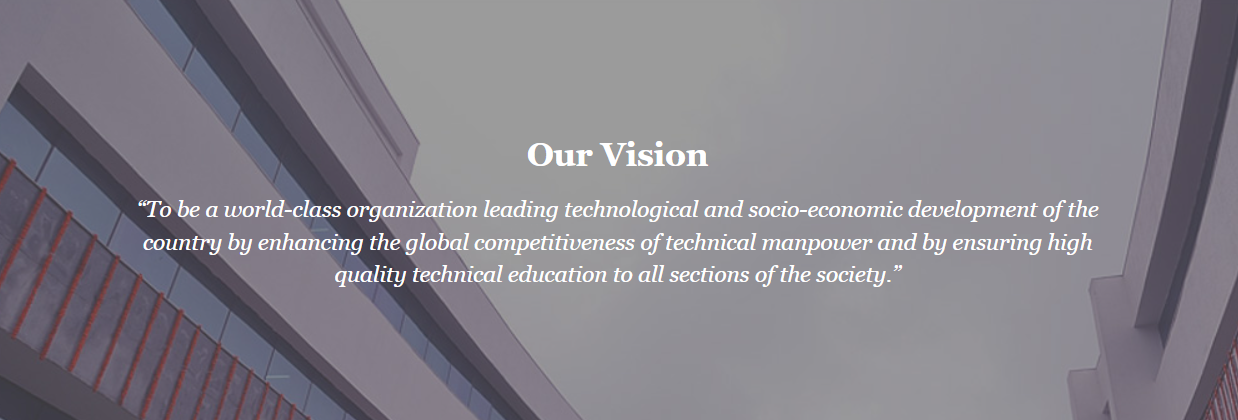 Our Vision
“To be a world-class organization leading technological and socio-economic development of the
country by enhancing the global competitiveness of technical manpower and by ensuring high
quality technical education to all sections of the society.”